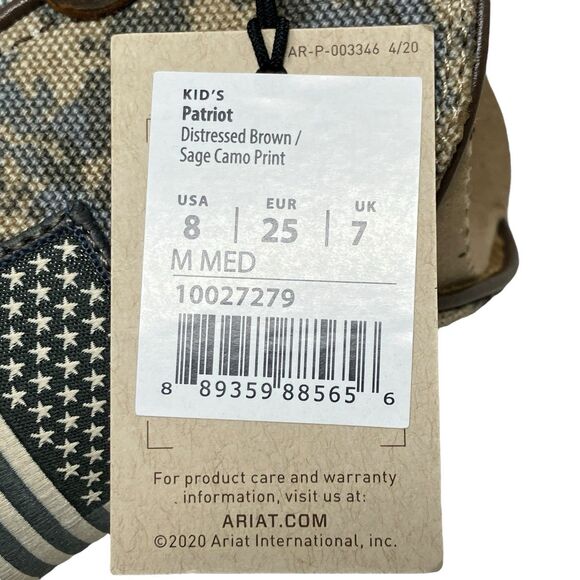 AR-P-003346 4/20
KID'S
Patriot
Distressed Brown /
Sage Camo Print
USA EUR UK
8 | 25 | 7
M MED
10027279
8 89359 88565 6
For product care and warranty
information, visit us at:
ARIAT.COM
©2020 Ariat International, inc.